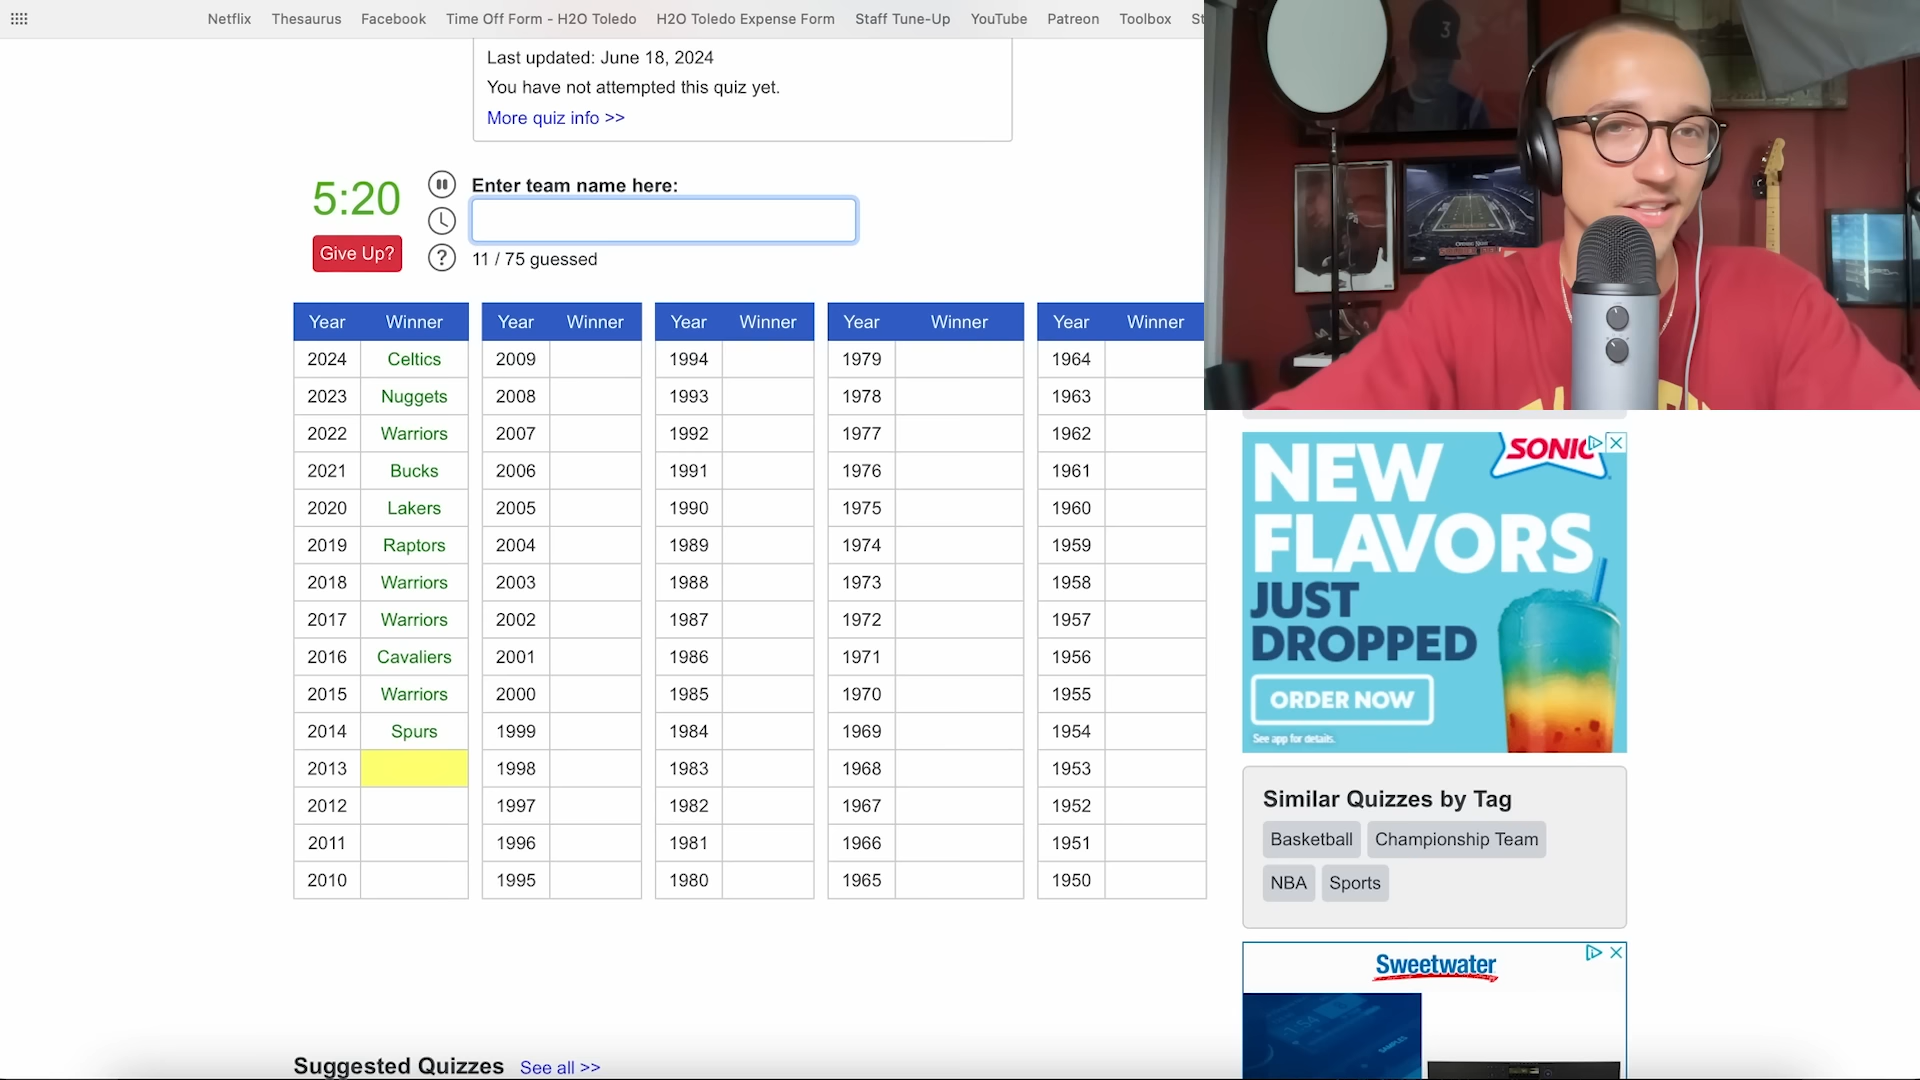 Netflix Thesaurus Facebook Time Off Form - H2O Toledo H2O Toledo Expense Form Staff Tune-Up YouTube Patreon Toolbox St
Last updated: June 18, 2024
You have not attempted this quiz yet.
More quiz info >>
5:20
Give Up?
Enter team name here:
?
11 / 75 guessed
Year Winner Year Winner Year Winner Year Winner Year Winner
2024 Celtics 2009 1994 1979 1964
2023 Nuggets 2008 1993 1978 1963
2022 Warriors 2007 1992 1977 1962
2021 Bucks 2006 1991 1976 1961
2020 Lakers 2005 1990 1975 1960
2019 Raptors 2004 1989 1974 1959
2018 Warriors 2003 1988 1973 1958
2017 Warriors 2002 1987 1972 1957
2016 Cavaliers 2001 1986 1971 1956
2015 Warriors 2000 1985 1970 1955
2014 Spurs 1999 1984 1969 1954
2013 1998 1983 1968 1953
2012 1997 1982 1967 1952
2011 1996 1981 1966 1951
2010 1995 1980 1965 1950
3
SONIC
NEW
FLAVORS
JUST
DROPPED
ORDER NOW
See app for details.
Similar Quizzes by Tag
Basketball Championship Team
NBA Sports
Sweetwater
Suggested Quizzes See all >>